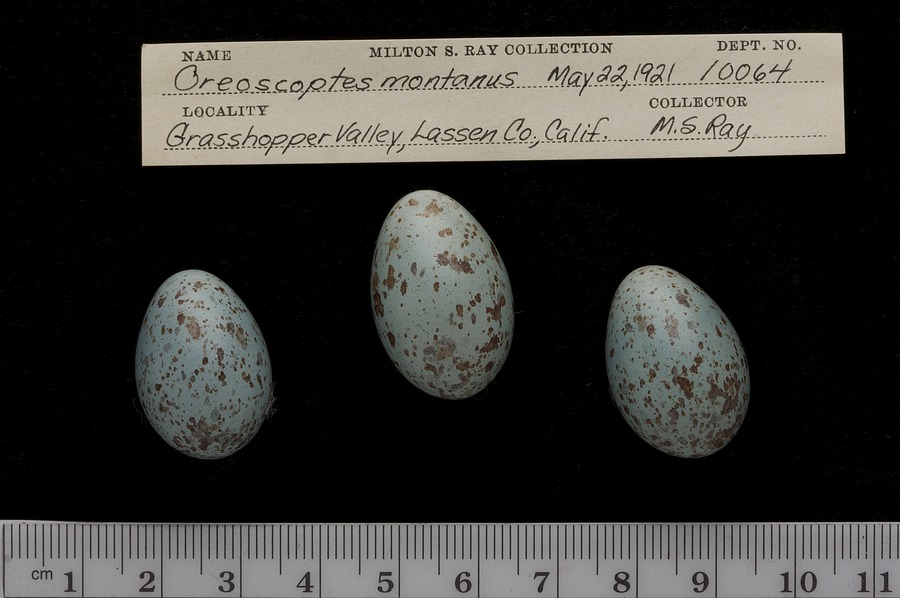 NAME MILTON S. RAY COLLECTION DEPT. NO.
Oreoscoptes montanus May 22, 1921 10064
LOCALITY COLLECTOR
Grasshopper Valley, Lassen Co., Calif. M.S. Ray
cm 1 2 3 4 5 6 7 8 9 10 11